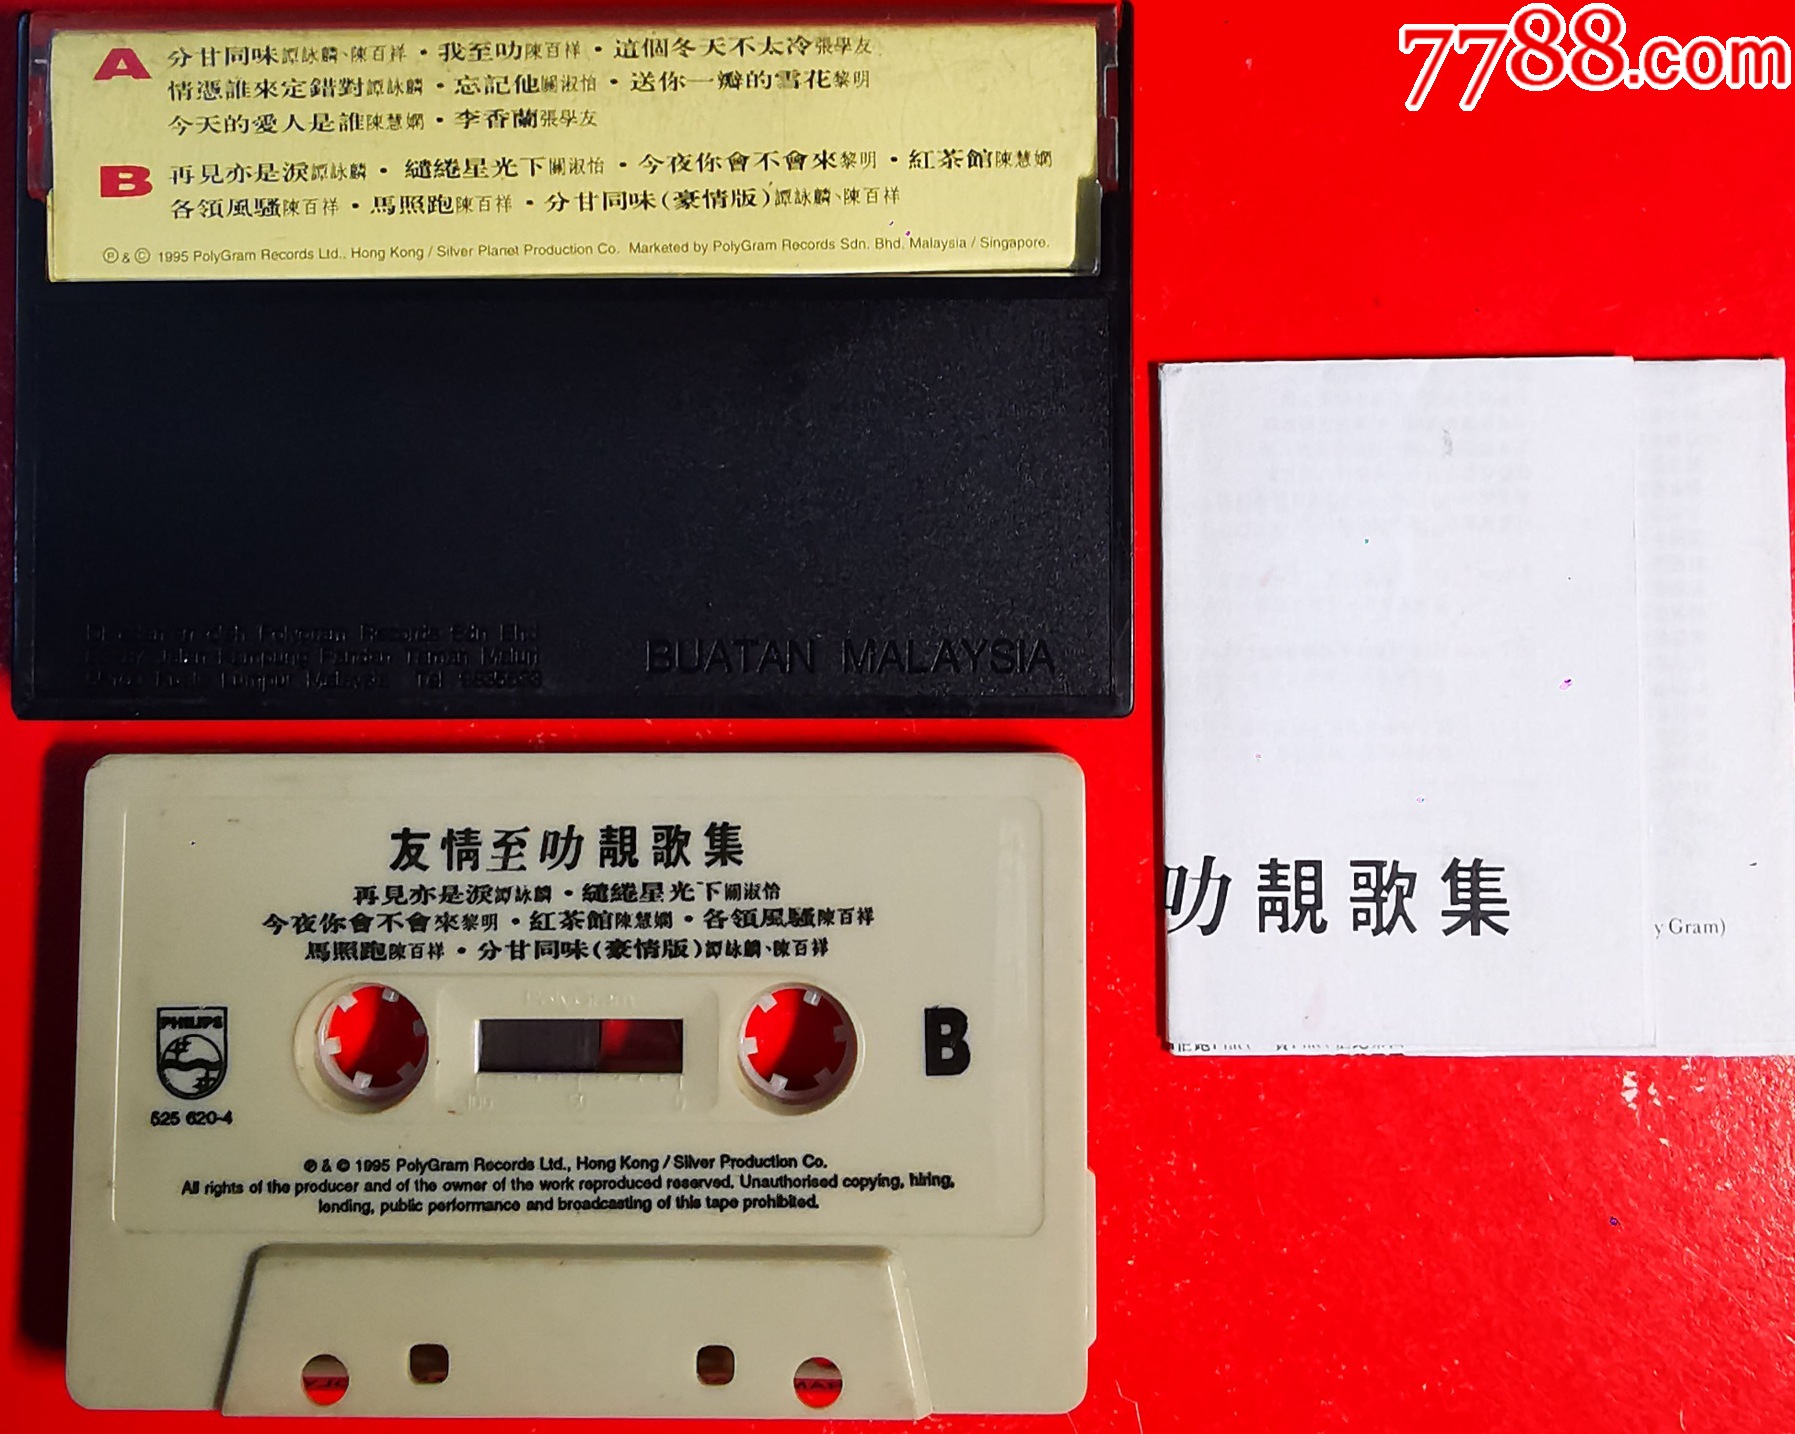 7788.com
A
分甘同味譚詠麟、陳百祥・我至叻陳百祥・這個冬天不太冷張學友
情憑誰來定錯對譚詠麟・忘記他關淑怡・送你一瓣的雪花黎明
今天的愛人是誰陳慧嫻・李香蘭張學友
B
再見亦是淚譚詠麟・繾綣星光下關淑怡・今夜你會不會來黎明・紅茶館陳慧嫻
各領風騷陳百祥・馬照跑陳百祥・分甘同味(豪情版)譚詠麟、陳百祥
Ⓟ & © 1995 PolyGram Records Ltd., Hong Kong / Silver Planet Production Co. Marketed by PolyGram Records Sdn. Bhd. Malaysia / Singapore.
Polygram Records Sdn Bhd
BUATAN MALAYSIA
叻靚歌集
y Gram)
友情至叻靚歌集
再見亦是淚譚詠麟・繾綣星光下關淑怡
今夜你會不會來黎明・紅茶館陳慧嫻・各領風騷陳百祥
馬照跑陳百祥・分甘同味(豪情版)譚詠麟、陳百祥
PolyGram
PHILIPS
B
100 50 0
525 620-4
Ⓟ & © 1995 PolyGram Records Ltd., Hong Kong / Silver Production Co.
All rights of the producer and of the owner of the work reproduced reserved. Unauthorised copying, hiring,
lending, public performance and broadcasting of this tape prohibited.